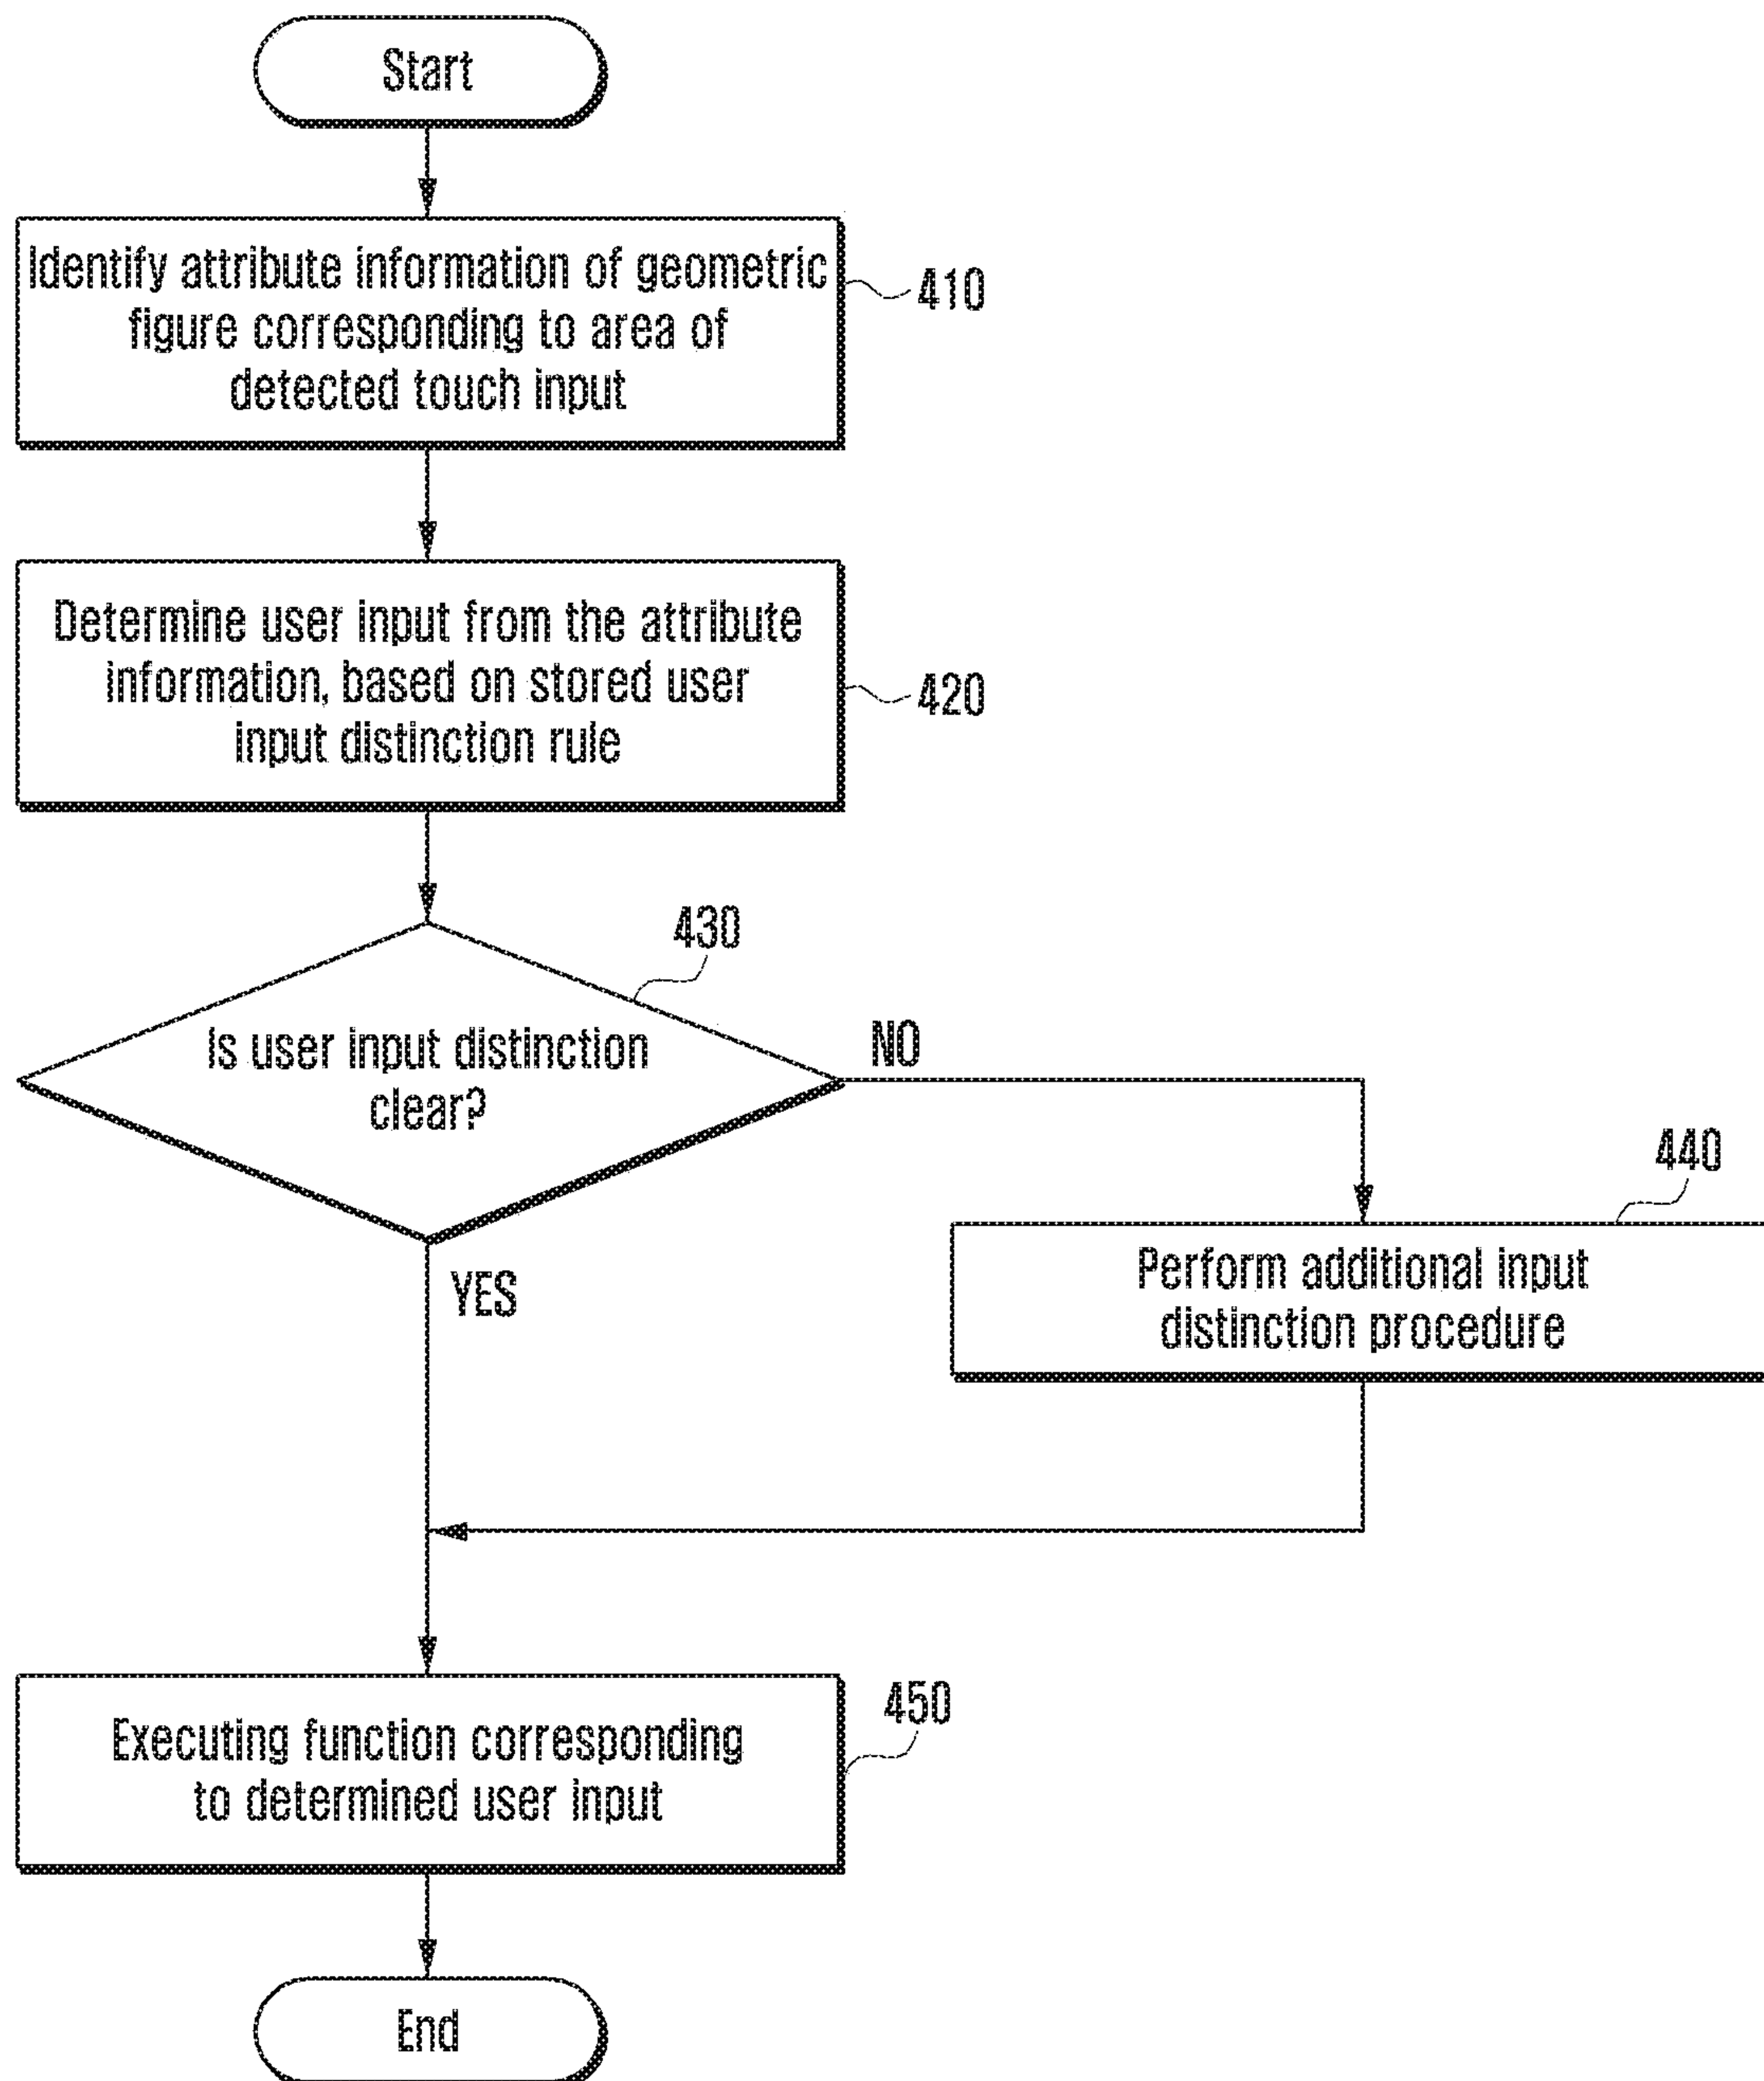 Start
Identify attribute information of geometric
figure corresponding to area of
detected touch input
410
Determine user input from the attribute
information, based on stored user
input distinction rule
420
430
Is user input distinction
clear?
NO
YES
440
Perform additional input
distinction procedure
450
Executing function corresponding
to determined user input
End